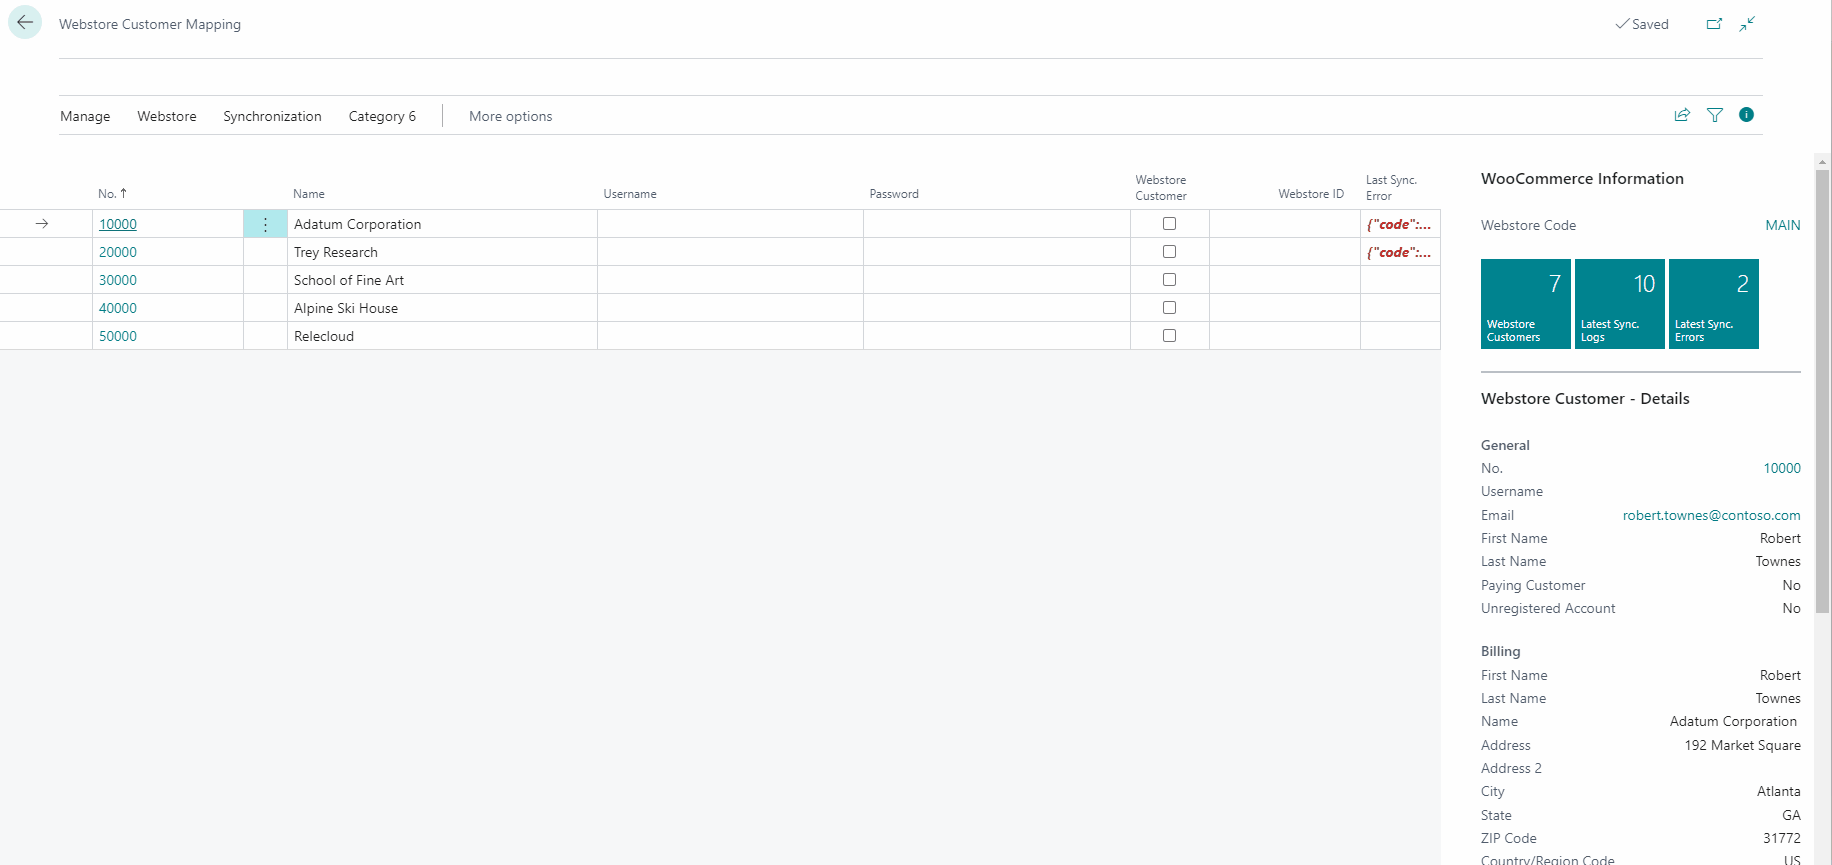 Webstore Customer Mapping
Saved
Manage Webstore Synchronization Category 6 More options
No. ↑ Name Username Password Webstore Customer Webstore ID Last Sync. Error
10000 Adatum Corporation {"code":...
20000 Trey Research {"code":...
30000 School of Fine Art
40000 Alpine Ski House
50000 Relecloud
WooCommerce Information
Webstore Code MAIN
7 Webstore Customers
10 Latest Sync. Logs
2 Latest Sync. Errors
Webstore Customer - Details
General
No. 10000
Username
Email robert.townes@contoso.com
First Name Robert
Last Name Townes
Paying Customer No
Unregistered Account No
Billing
First Name Robert
Last Name Townes
Name Adatum Corporation
Address 192 Market Square
Address 2
City Atlanta
State GA
ZIP Code 31772
Country/Region Code US